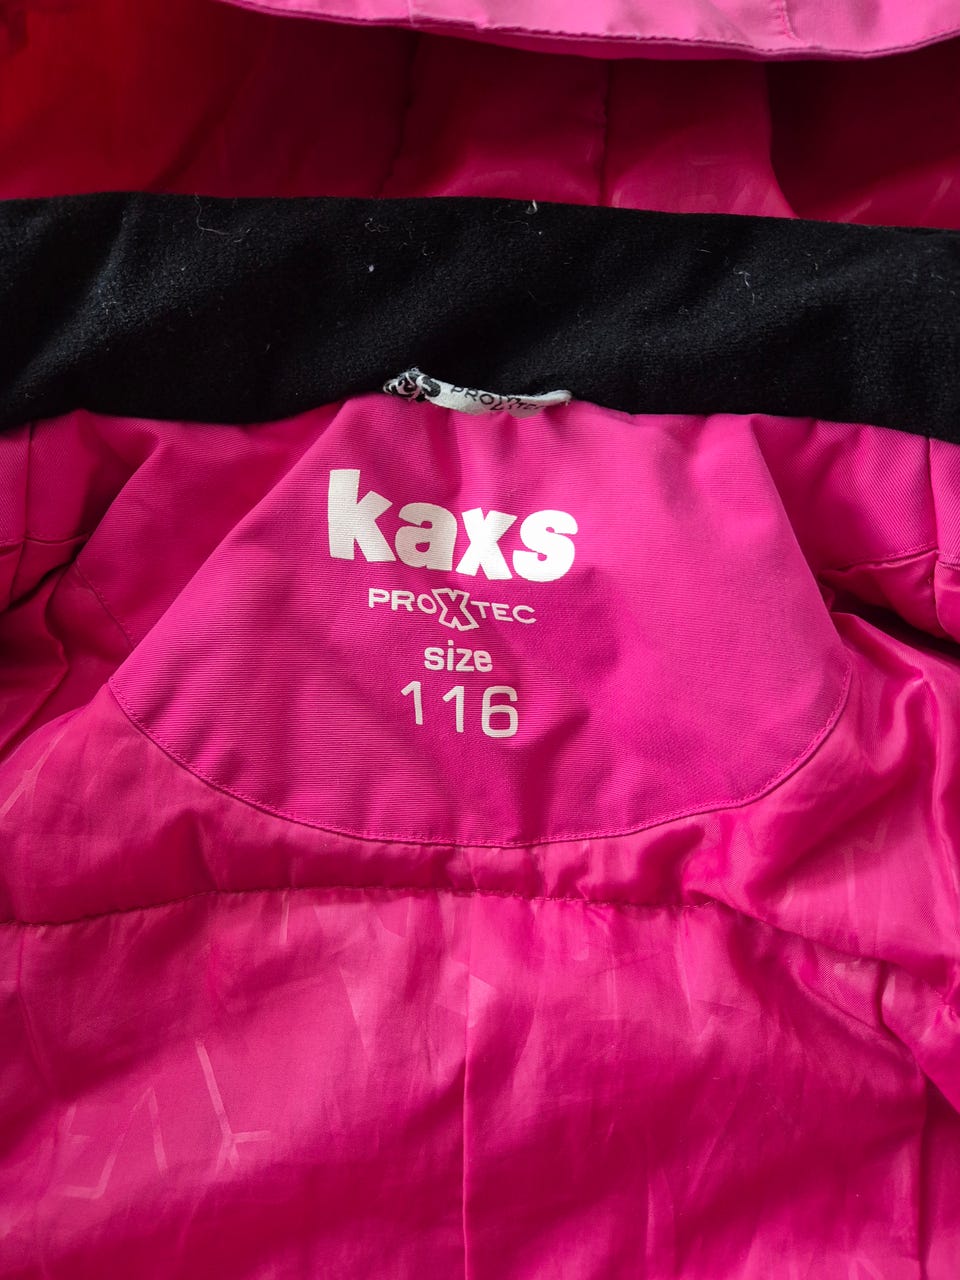 kaxs
PROXTEC
size
116